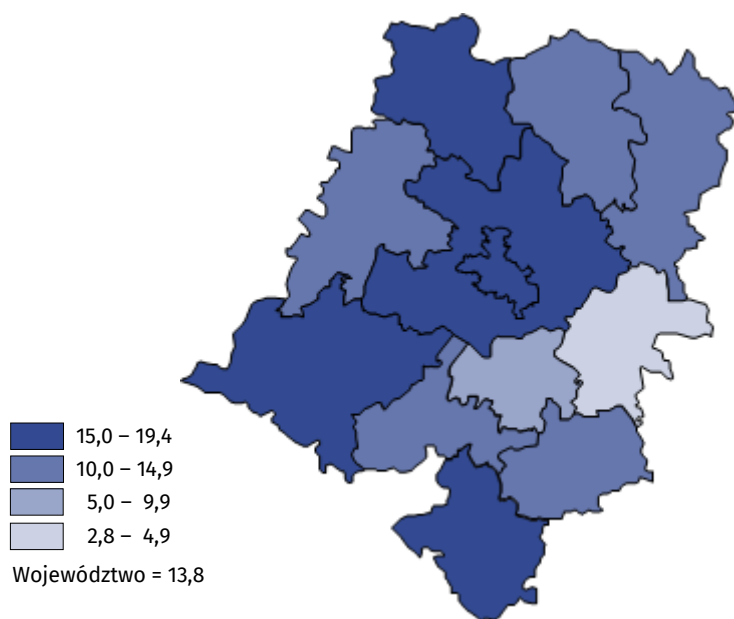 15,0 – 19,4
10,0 – 14,9
5,0 – 9,9
2,8 – 4,9
Województwo = 13,8